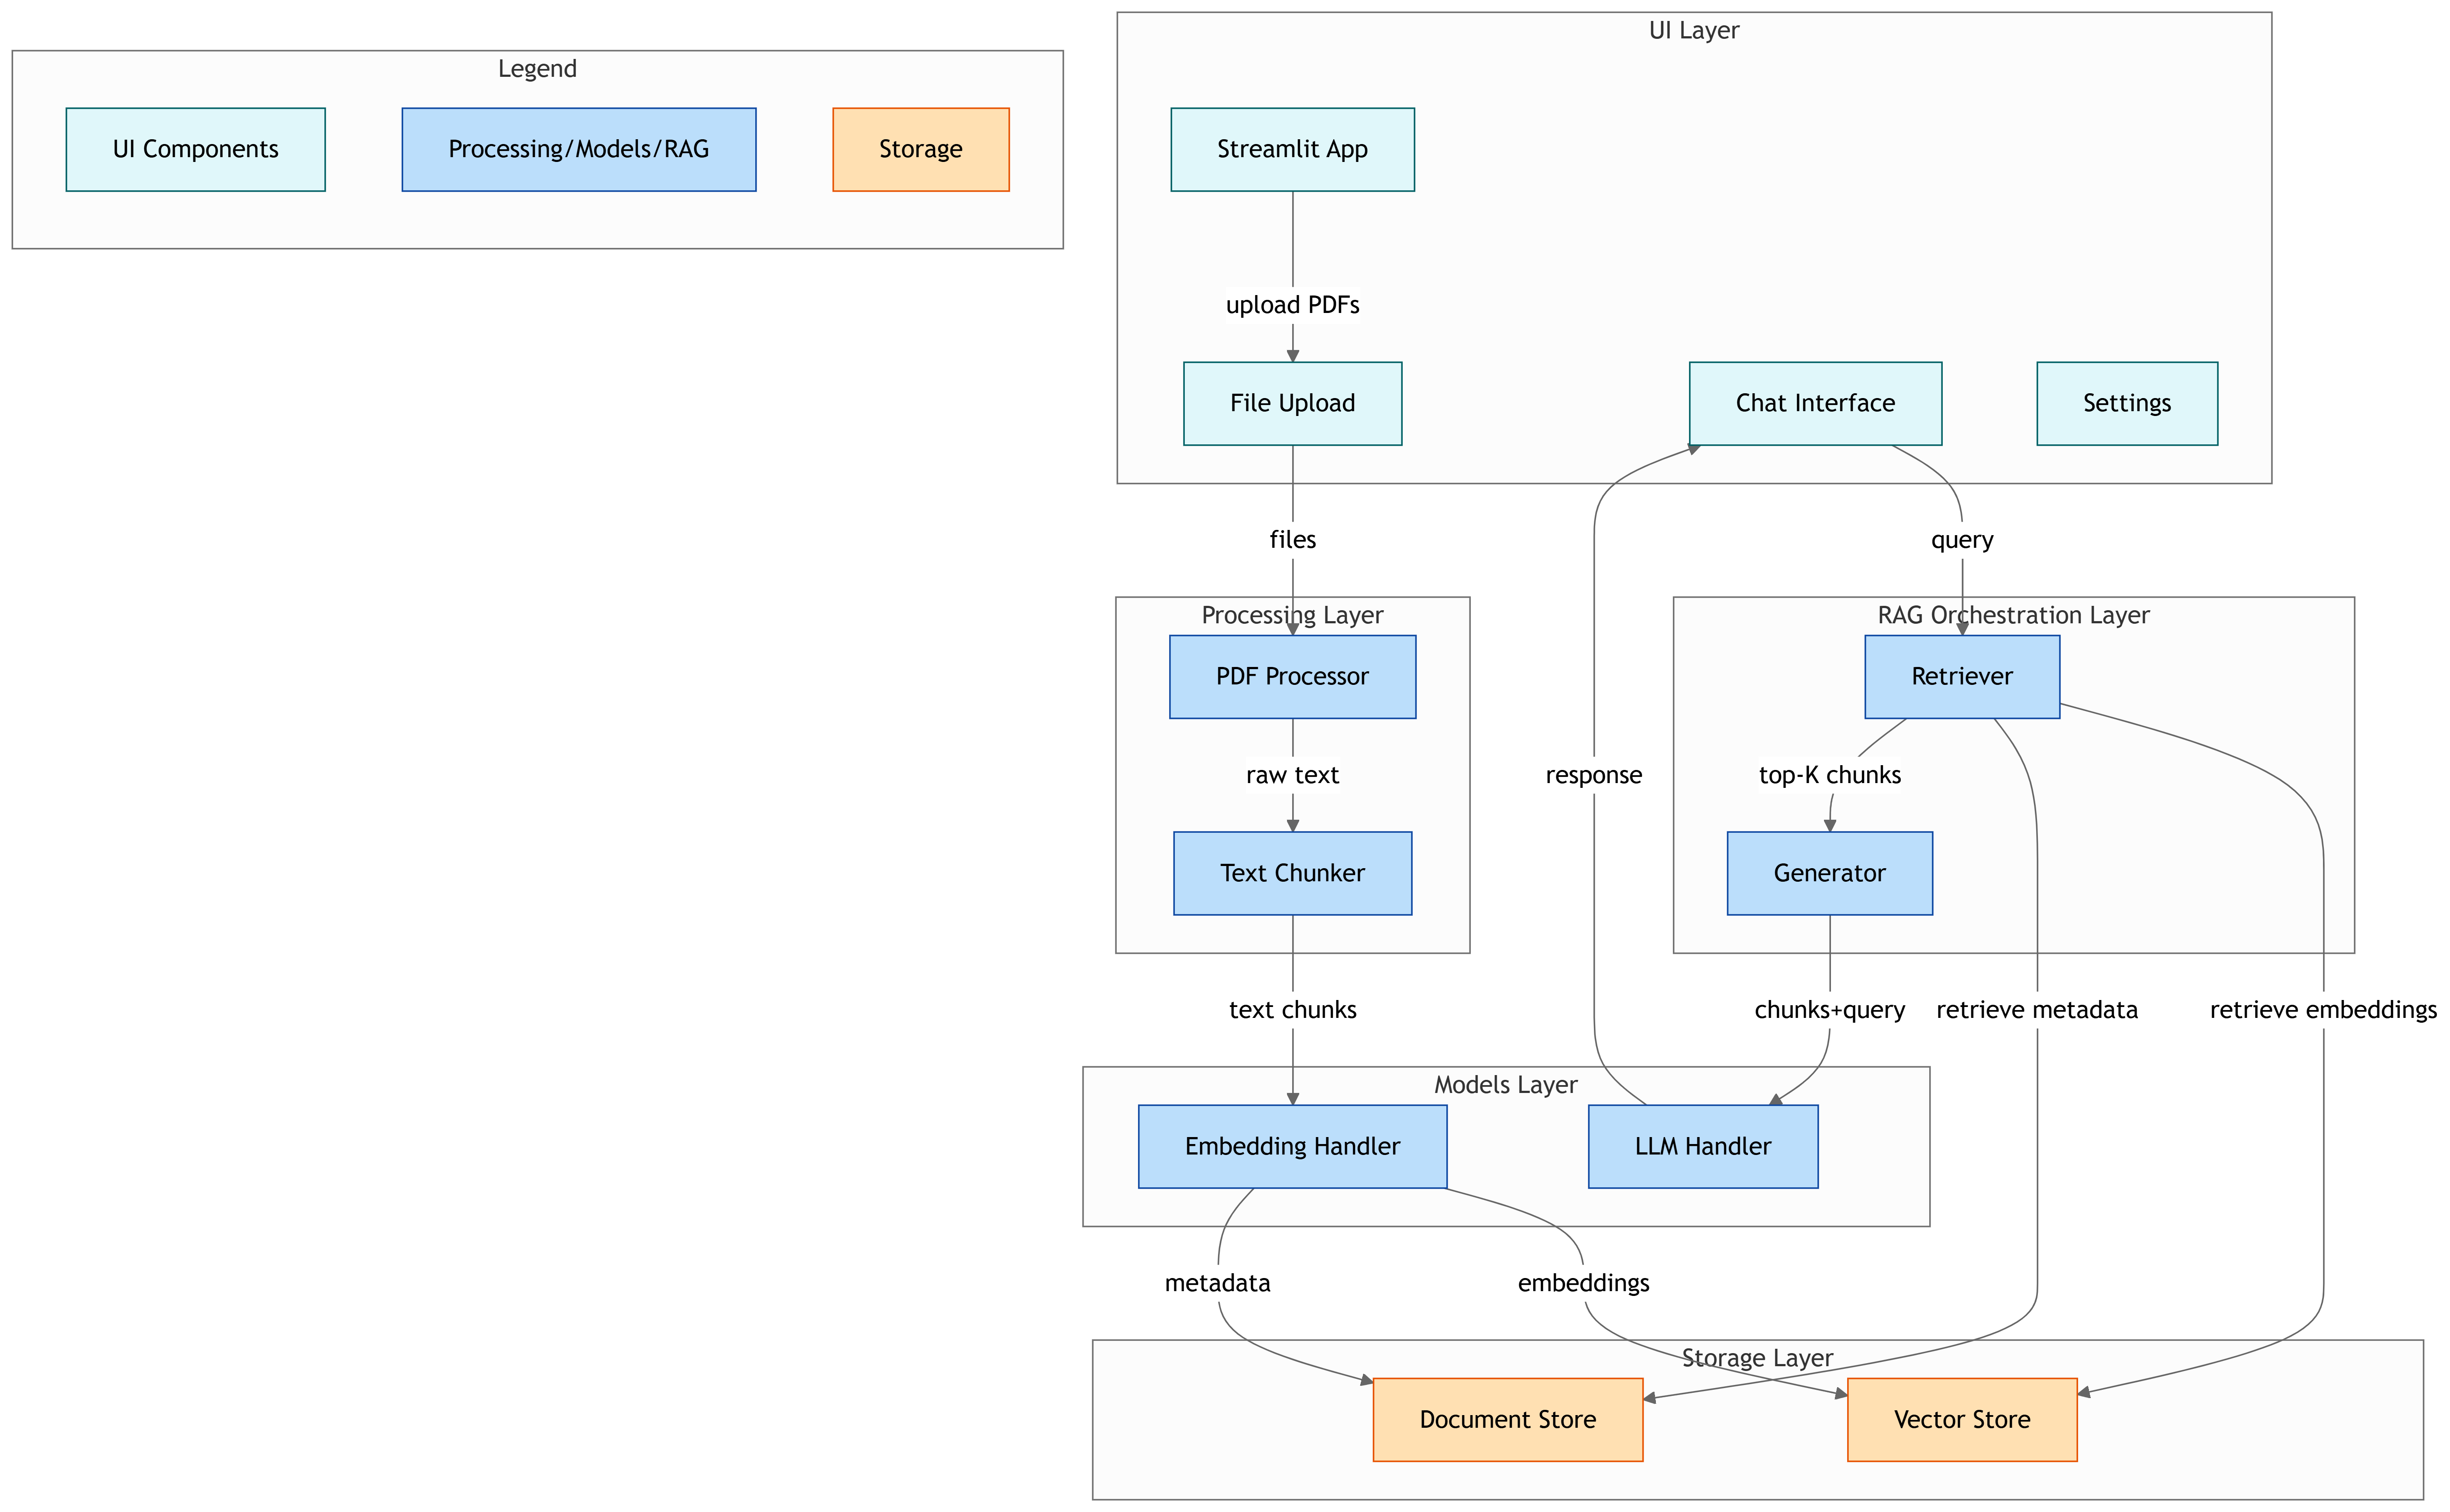 UI Layer
Legend
UI Components
Processing/Models/RAG
Storage
Streamlit App
upload PDFs
File Upload
Chat Interface
Settings
files
query
Processing Layer
RAG Orchestration Layer
PDF Processor
Retriever
raw text
response
top-K chunks
Text Chunker
Generator
text chunks
chunks+query
retrieve metadata
retrieve embeddings
Models Layer
Embedding Handler
LLM Handler
metadata
embeddings
Storage Layer
Document Store
Vector Store